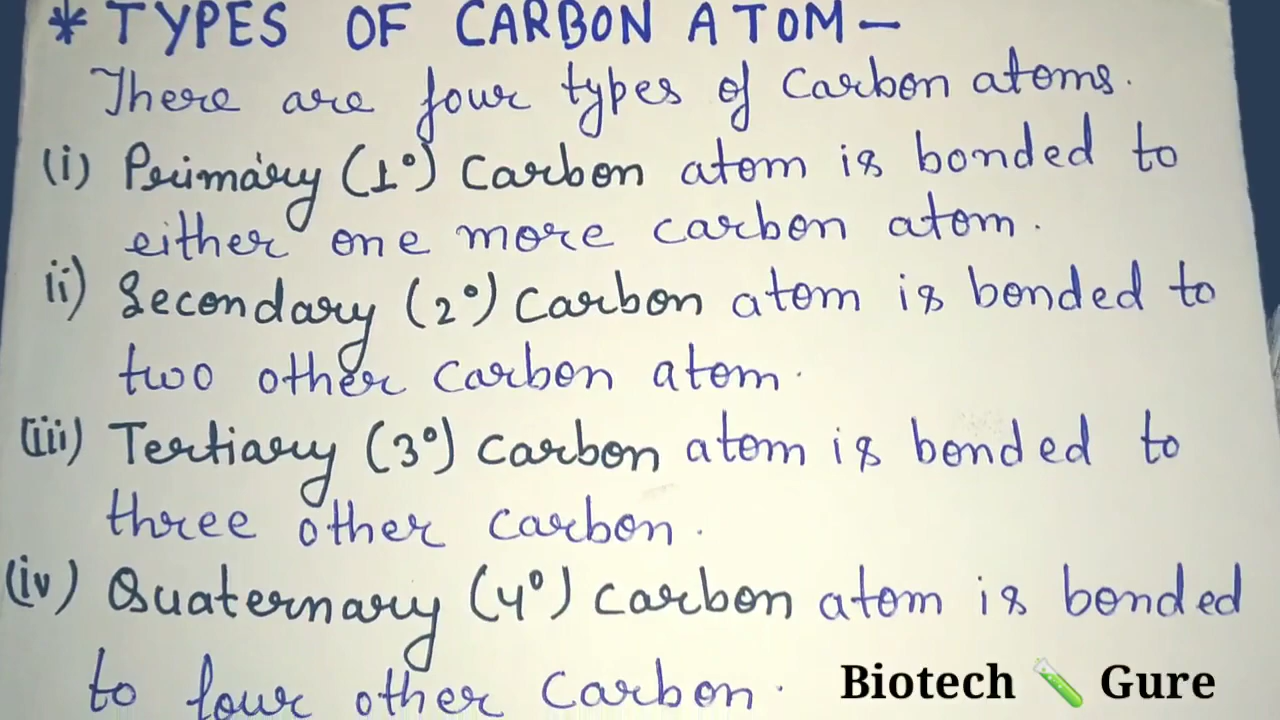 * TYPES OF CARBON ATOM-
There are four types of Carbon atoms.
(i) Primary (1°) Carbon atom is bonded to
either one more carbon atom.
ii) Secondary (2°) Carbon atom is bonded to
two other carbon atom.
(iii) Tertiary (3°) Carbon atom is bonded to
three other carbon.
(iv) Quaternary (4°) Carbon atom is bonded
to four other Carbon.
Biotech Gure